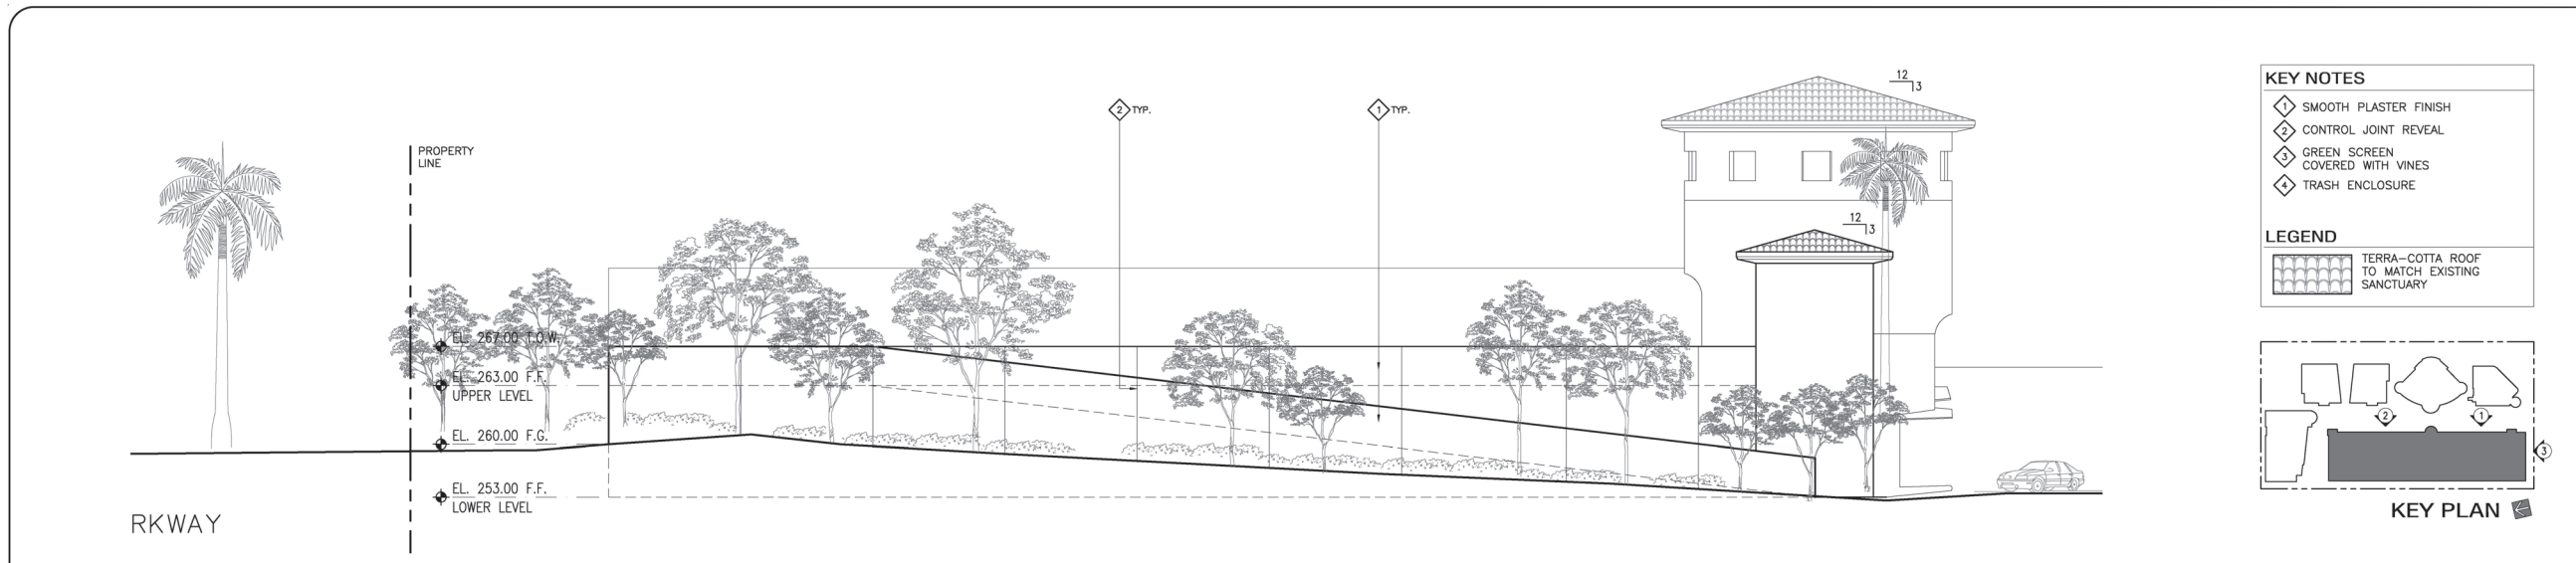 12
3
KEY NOTES
1 SMOOTH PLASTER FINISH
2 CONTROL JOINT REVEAL
3 GREEN SCREEN
COVERED WITH VINES
4 TRASH ENCLOSURE
2 TYP.
1 TYP.
PROPERTY
LINE
12
3
LEGEND
TERRA-COTTA ROOF
TO MATCH EXISTING
SANCTUARY
EL. 267.00 T.O.W.
EL. 263.00 F.F.
UPPER LEVEL
EL. 260.00 F.G.
EL. 253.00 F.F.
LOWER LEVEL
RKWAY
2
1
3
KEY PLAN